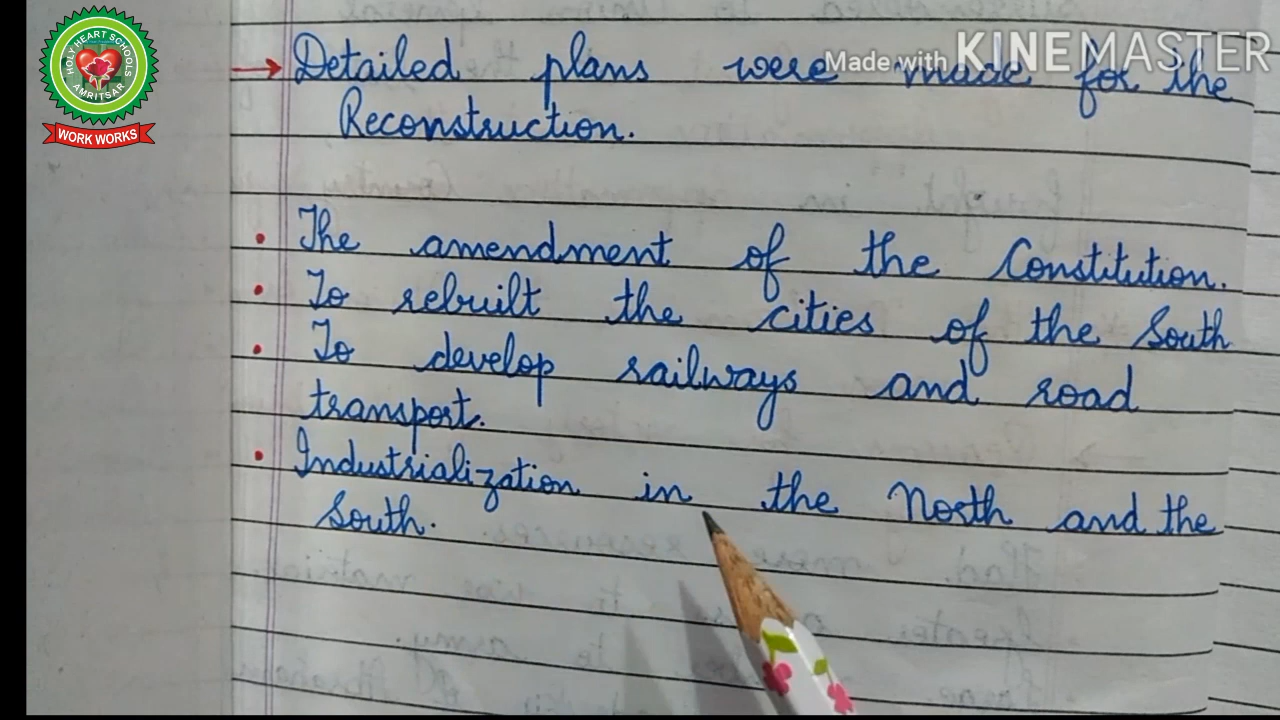 HOLY HEART SCHOOLS
AMRITSAR
WORK WORKS
Made with KINEMASTER
→ Detailed plans were made for the
Reconstruction.
• The amendment of the Constitution.
• To rebuilt the cities of the South
• To develop railways and road
transport.
• Industrialization in the North and the
South.